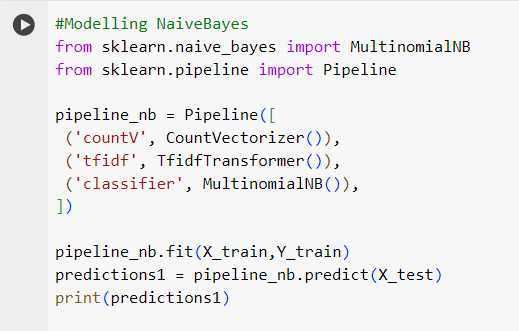 #Modelling NaiveBayes
from sklearn.naive_bayes import MultinomialNB
from sklearn.pipeline import Pipeline
pipeline_nb = Pipeline([
('countV', CountVectorizer()),
('tfidf', TfidfTransformer()),
('classifier', MultinomialNB()),
])
pipeline_nb.fit(X_train,Y_train)
predictions1 = pipeline_nb.predict(X_test)
print(predictions1)